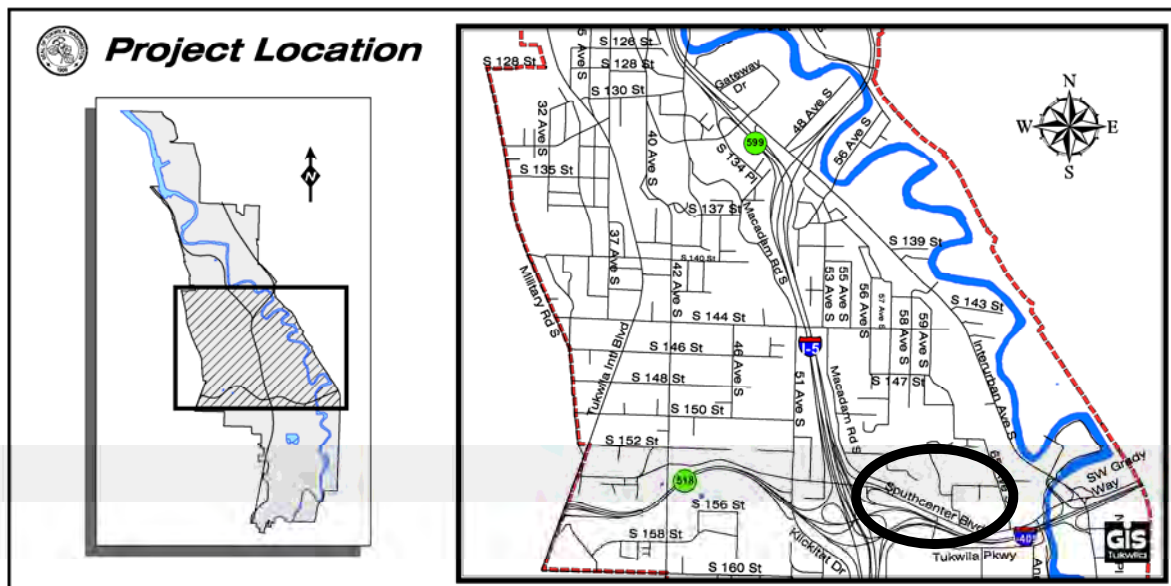 Project Location
N
N
W
E
S
S 126 St
S 128 St
S 128 St
S 130 St
Gateway Dr
32 Ave S
40 Ave S
48 Ave S
56 Ave S
599
S 134 Pl
S 135 St
S 137 St
Macadam Rd S
37 Ave S
S 139 St
S 140 St
42 Ave S
Military Rd S
53 Ave S
55 Ave S
56 Ave S
57 Ave S
58 Ave S
59 Ave S
S 143 St
S 144 St
Tukwila Intl Blvd
S 146 St
46 Ave S
I-5
Interurban Ave S
S 147 St
S 148 St
51 Ave S
Macadam Rd S
S 150 St
S 152 St
518
Southcenter Blvd
SW Grady Way
S 156 St
S 158 St
Klickitat Dr
Tukwila Pkwy
I-405
S 160 St
GIS
Tukwila